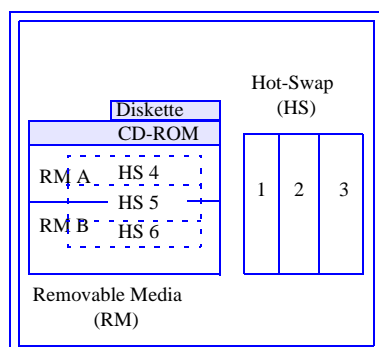 Hot-Swap
(HS)
Diskette
CD-ROM
RM A
HS 4
HS 5
RM B
HS 6
1 2 3
Removable Media
(RM)